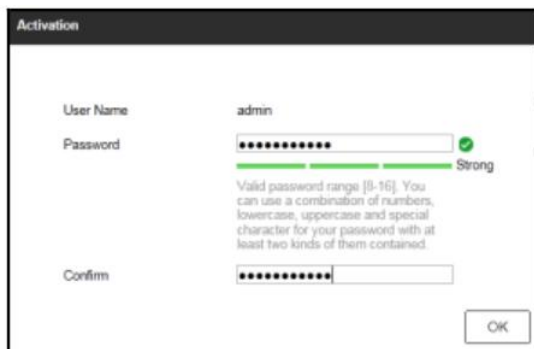 Activation
User Name admin
Password •••••••••••
Strong
Valid password range [8-16]. You
can use a combination of numbers,
lowercase, uppercase and special
character for your password with at
least two kinds of them contained.
Confirm •••••••••••
OK